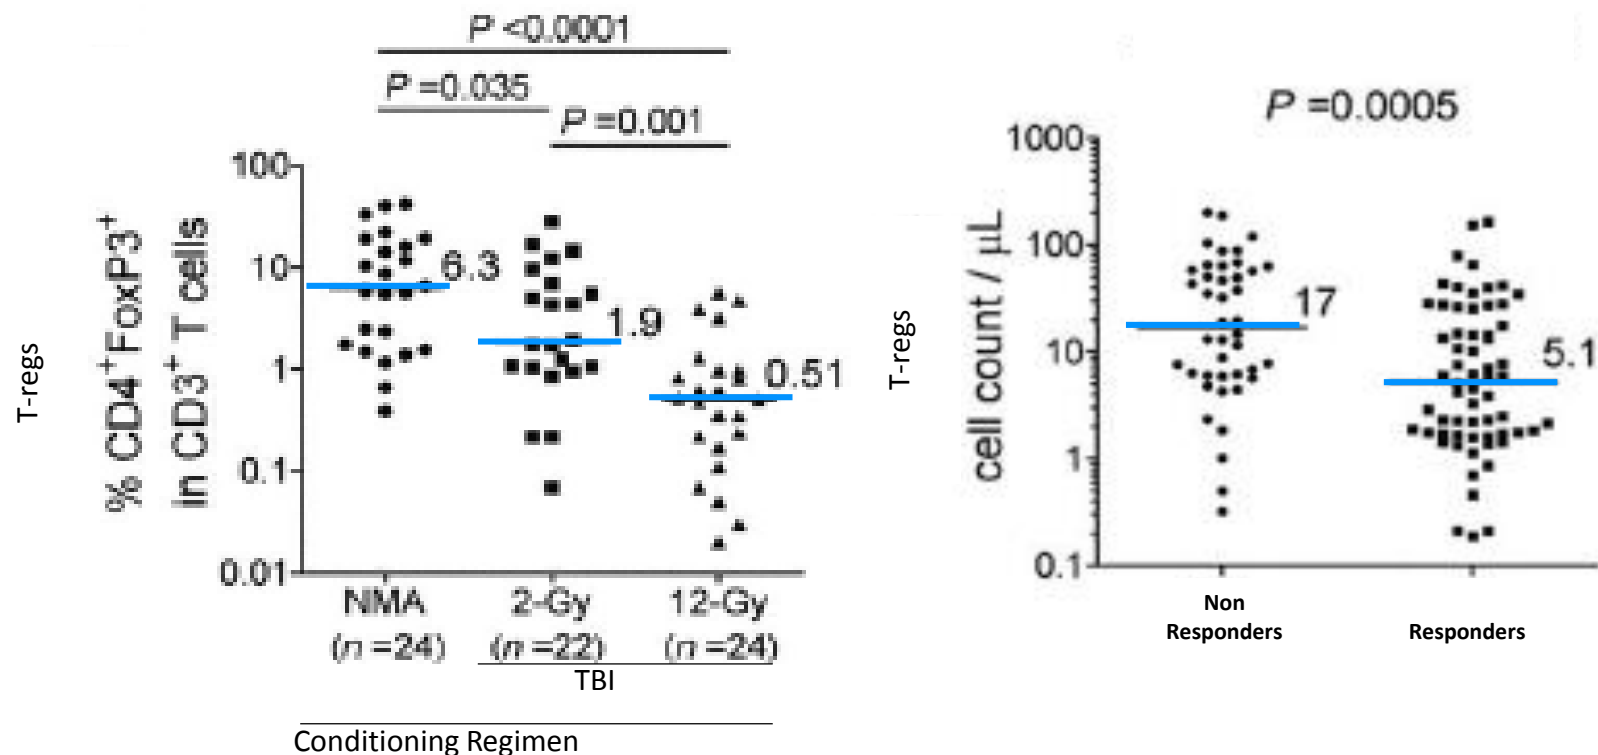 P <0.0001
P =0.035
P =0.001
100
10
1
0.1
0.01
T-regs
% CD4+FoxP3+
in CD3+ T cells
6.3
1.9
0.51
NMA
(n =24)
2-Gy
(n =22)
12-Gy
(n =24)
TBI
Conditioning Regimen
P =0.0005
1000
100
10
1
0.1
T-regs
cell count / μL
17
5.1
Non
Responders
Responders